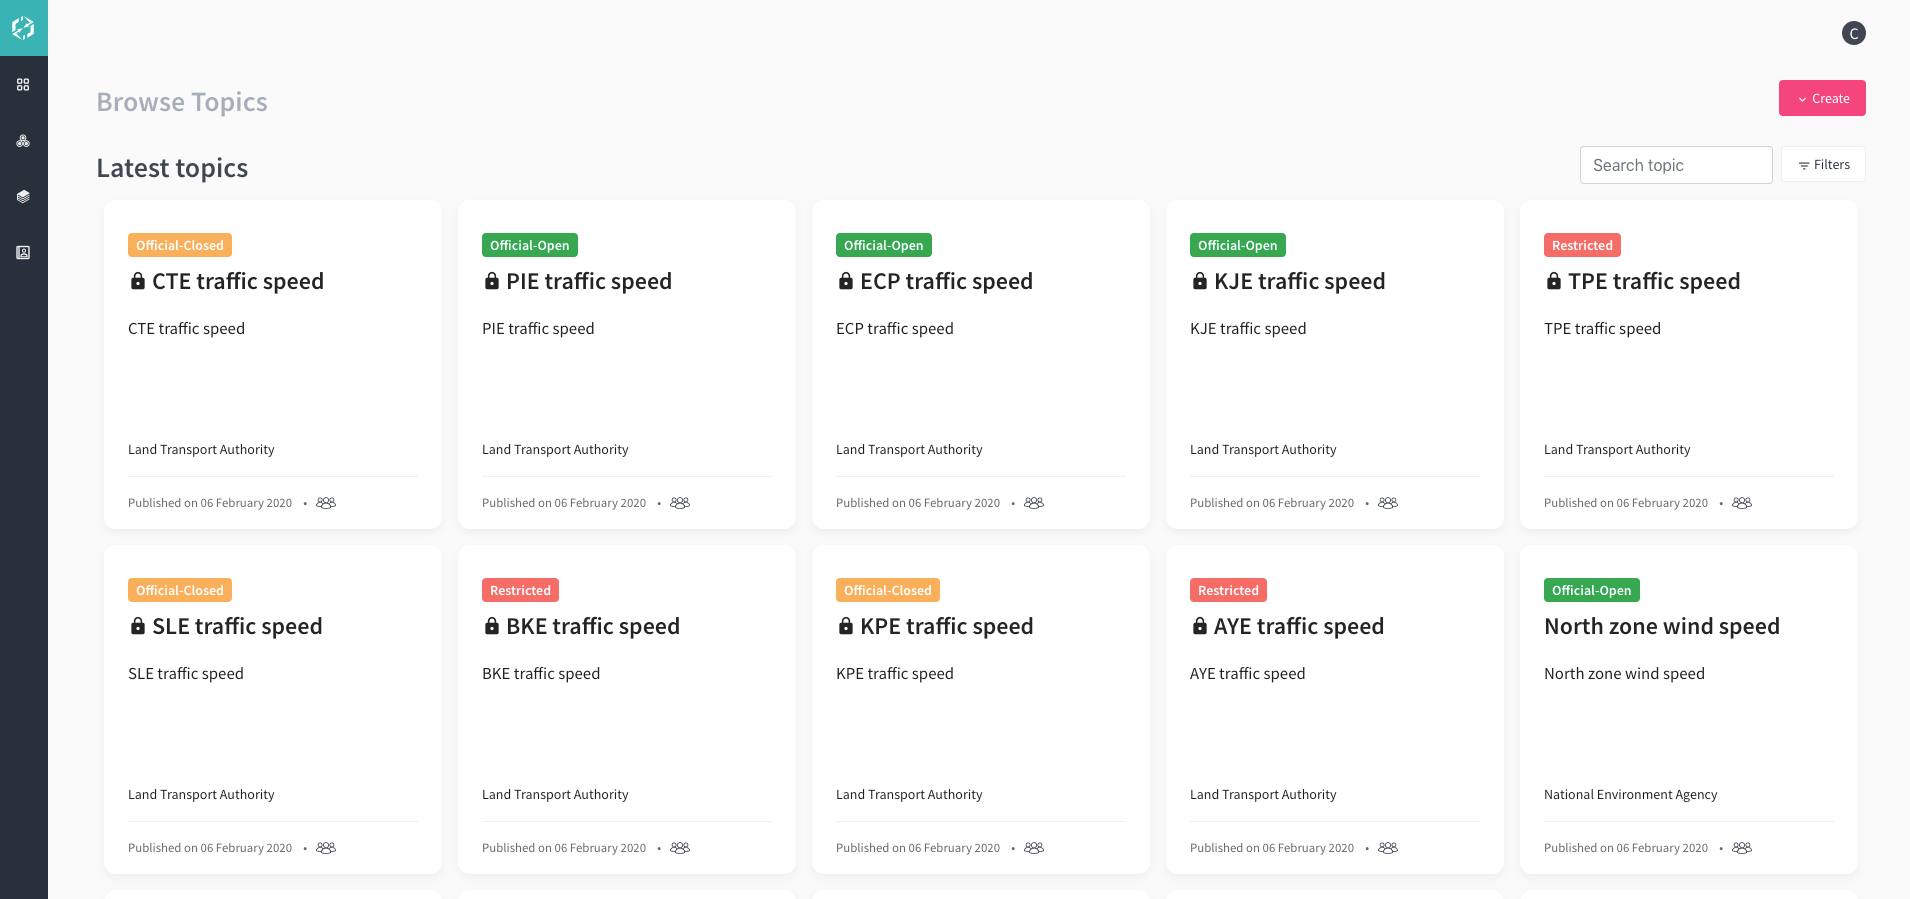 C
Browse Topics
Create
Latest topics
Search topic
Filters
Official-Closed
CTE traffic speed
CTE traffic speed
Land Transport Authority
Published on 06 February 2020 •
Official-Open
PIE traffic speed
PIE traffic speed
Land Transport Authority
Published on 06 February 2020 •
Official-Open
ECP traffic speed
ECP traffic speed
Land Transport Authority
Published on 06 February 2020 •
Official-Open
KJE traffic speed
KJE traffic speed
Land Transport Authority
Published on 06 February 2020 •
Restricted
TPE traffic speed
TPE traffic speed
Land Transport Authority
Published on 06 February 2020 •
Official-Closed
SLE traffic speed
SLE traffic speed
Land Transport Authority
Published on 06 February 2020 •
Restricted
BKE traffic speed
BKE traffic speed
Land Transport Authority
Published on 06 February 2020 •
Official-Closed
KPE traffic speed
KPE traffic speed
Land Transport Authority
Published on 06 February 2020 •
Restricted
AYE traffic speed
AYE traffic speed
Land Transport Authority
Published on 06 February 2020 •
Official-Open
North zone wind speed
North zone wind speed
National Environment Agency
Published on 06 February 2020 •